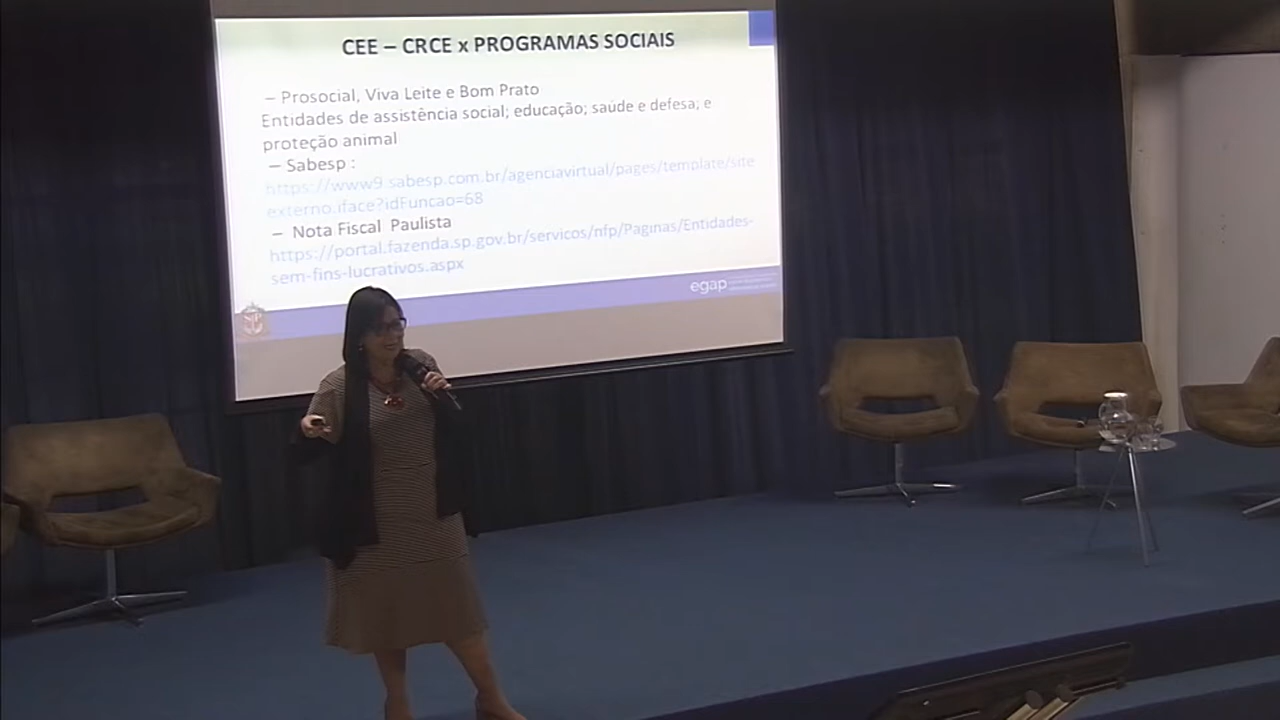 CEE – CRCE x PROGRAMAS SOCIAIS
– Prosocial, Viva Leite e Bom Prato
Entidades de assistência social; educação; saúde e defesa; e
proteção animal
– Sabesp :
https://www9.sabesp.com.br/agenciavirtual/pages/template/site
externo.iface?idFuncao=68
– Nota Fiscal Paulista
https://portal.fazenda.sp.gov.br/servicos/nfp/Paginas/Entidades-
sem-fins-lucrativos.aspx
egap